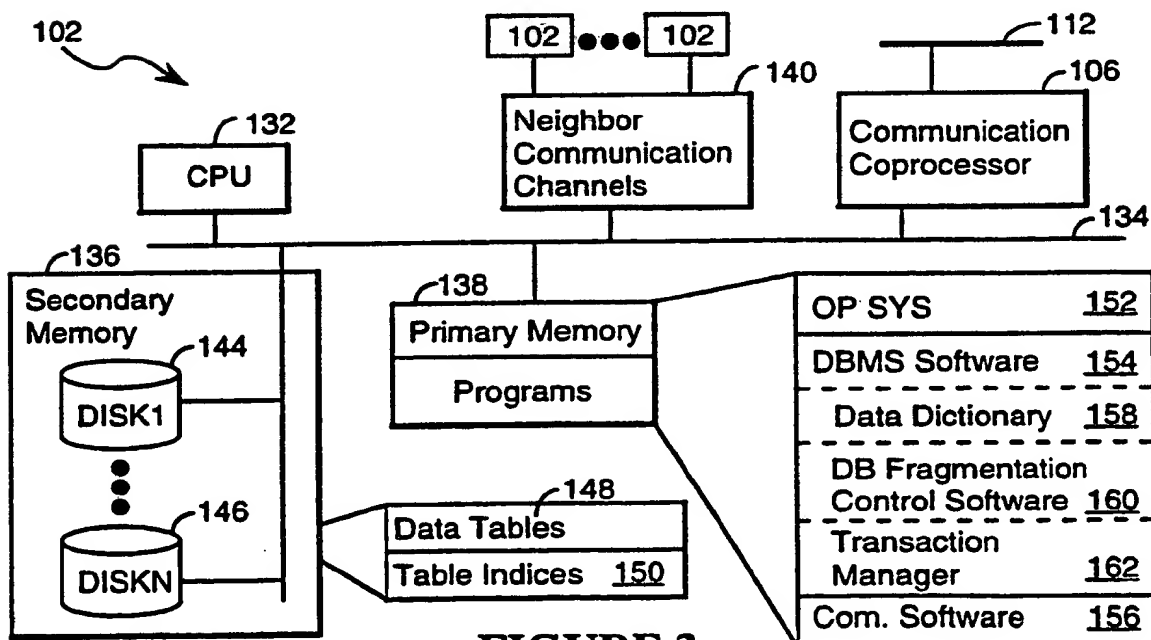 102
102 ●●● 102
112
140
106
132
CPU
Neighbor
Communication
Channels
Communication
Coprocessor
134
136
Secondary
Memory
144
DISK1
146
DISKN
138
Primary Memory
Programs
148
Data Tables
Table Indices 150
OP SYS 152
DBMS Software 154
Data Dictionary 158
DB Fragmentation
Control Software 160
Transaction
Manager 162
Com. Software 156